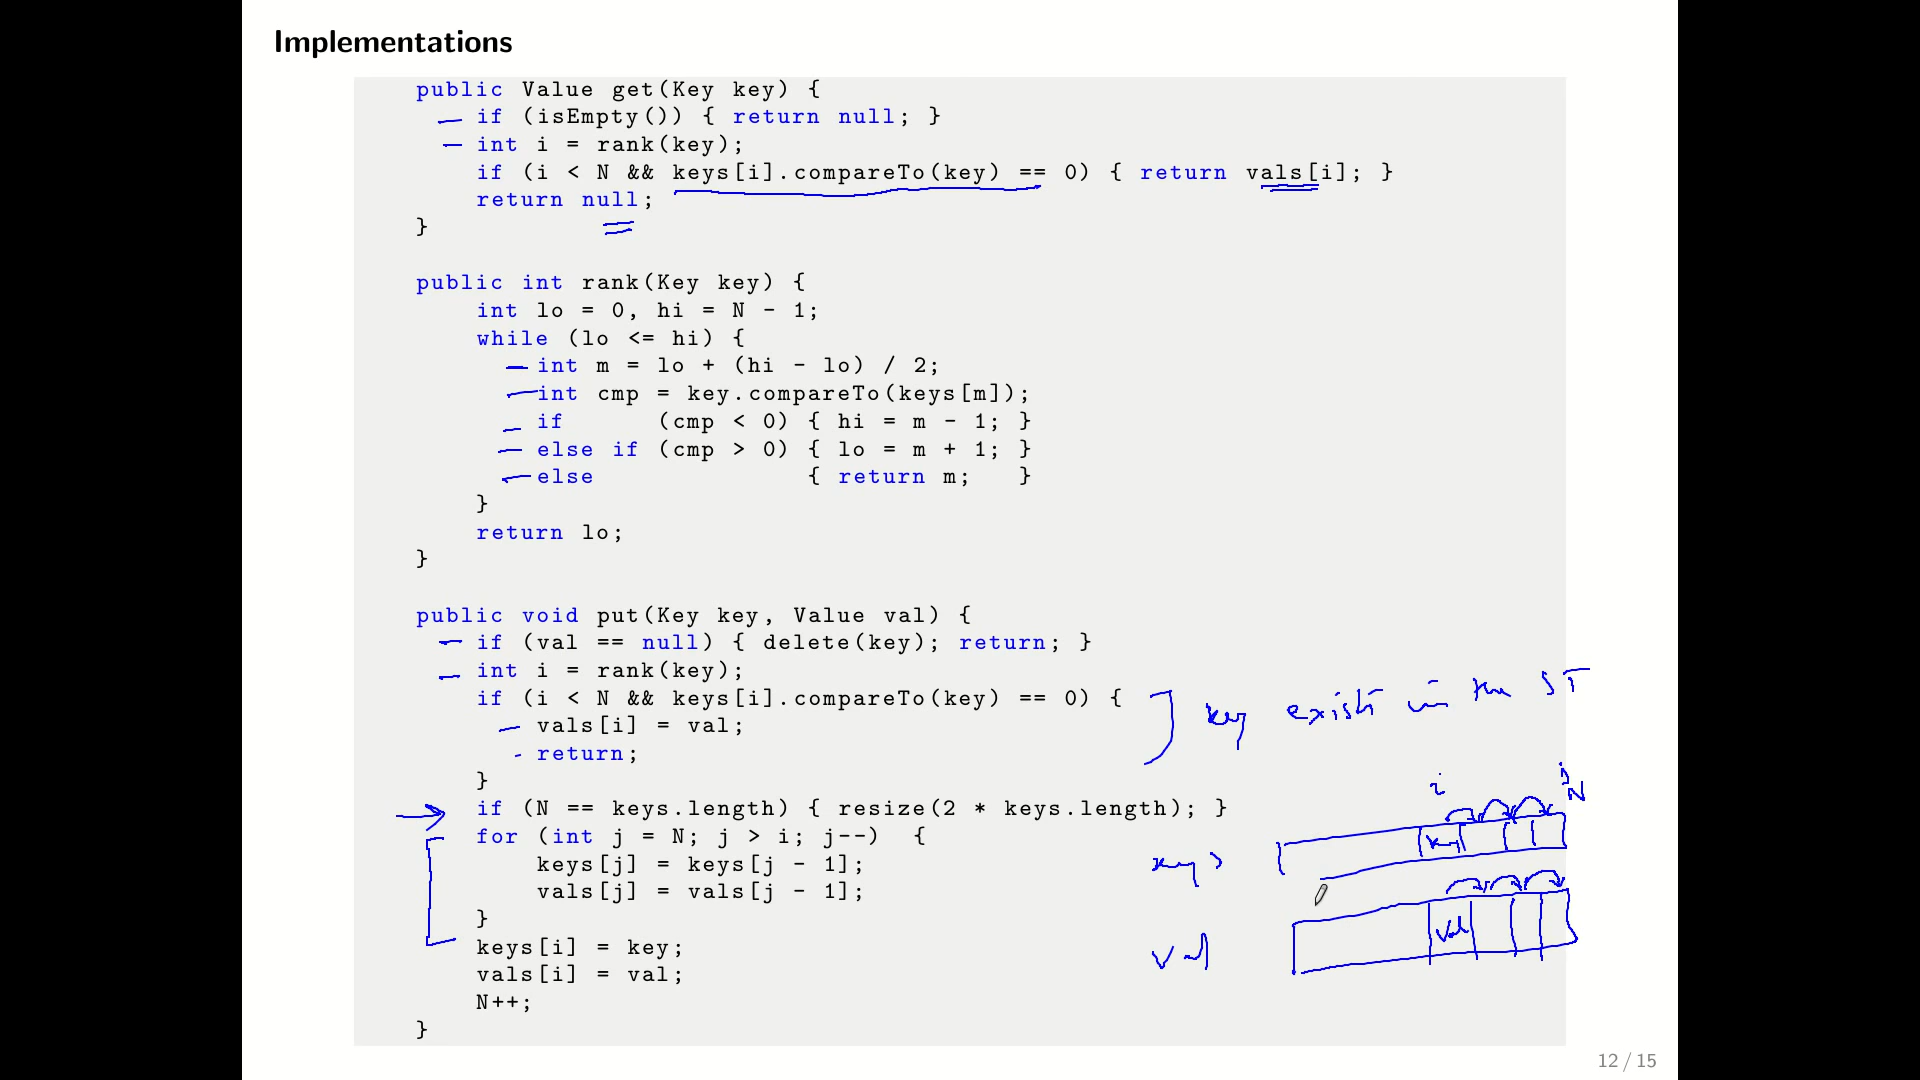 Implementations
public Value get(Key key) {
if (isEmpty()) { return null; }
int i = rank(key);
if (i < N && keys[i].compareTo(key) == 0) { return vals[i]; }
return null;
}
public int rank(Key key) {
int lo = 0, hi = N - 1;
while (lo <= hi) {
int m = lo + (hi - lo) / 2;
int cmp = key.compareTo(keys[m]);
if (cmp < 0) { hi = m - 1; }
else if (cmp > 0) { lo = m + 1; }
else { return m; }
}
return lo;
}
public void put(Key key, Value val) {
if (val == null) { delete(key); return; }
int i = rank(key);
if (i < N && keys[i].compareTo(key) == 0) {
vals[i] = val;
return;
}
key exists in the ST
if (N == keys.length) { resize(2 * keys.length); }
for (int j = N; j > i; j--) {
keys[j] = keys[j - 1];
vals[j] = vals[j - 1];
}
keys[i] = key;
vals[i] = val;
N++;
}
i
N
keys
key
val
val
12 / 15